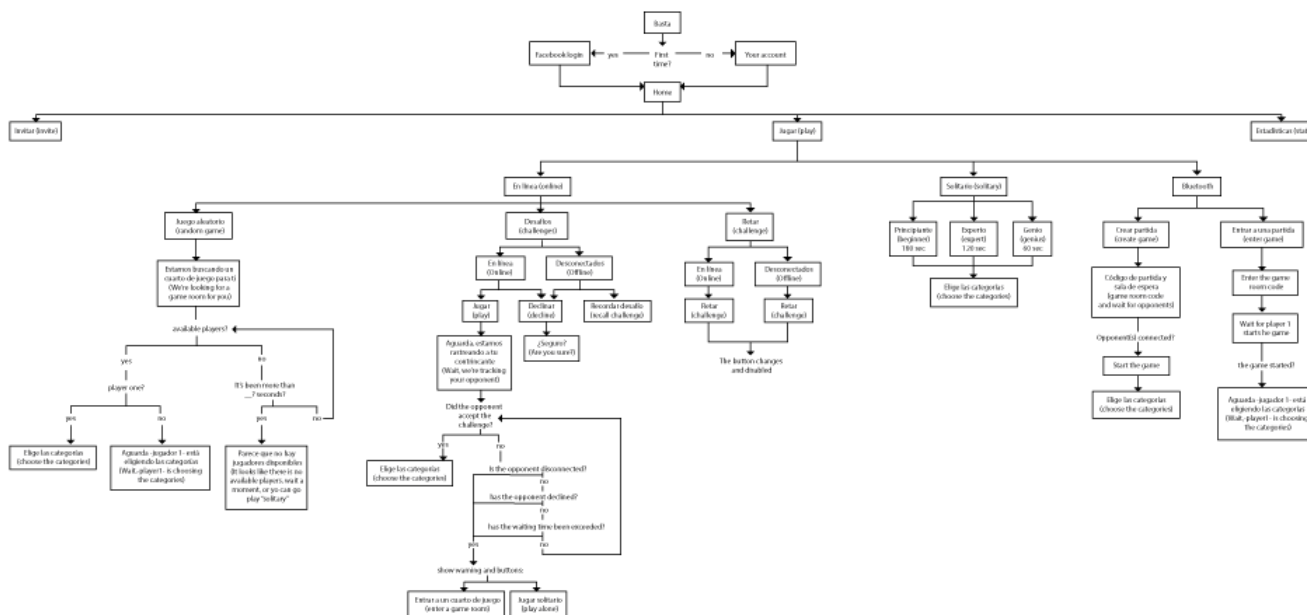 Basta
Facebook login
yes
First
time?
no
Your account
Home
Invitar (invite)
Jugar (play)
Estadísticas (stat
En línea (online)
Solitario (solitary)
Bluetooth
Juego aleatorio
(random game)
Desafíos
(challenges)
Retar
(challenge)
Principiante
(beginner)
180 sec
Experto
(expert)
120 sec
Genio
(genius)
60 sec
Crear partida
(create game)
Entrar a una partida
(enter game)
Estamos buscando un
cuarto de juego para ti
(We're looking for a
game room for you)
En línea
(Online)
Desconectados
(Offline)
En línea
(Online)
Desconectados
(Offline)
Elige las categorías
(choose the categories)
Código de partida y
sala de espera
(game room code
and wait for opponents)
Enter the game
room code
Jugar
(play)
Declinar
(decline)
Recordar desafío
(recall challenge)
Retar
(challenge)
Retar
(challenge)
available players?
Aguarda, estamos
rastreando a tu
contrincante
(Wait, we're tracking
your opponent)
¿Seguro?
(Are you sure?)
Wait for player 1
starts he game
Opponent(s) connected?
The button changes
and disabled
yes
no
Start the game
the game started?
player one?
IT'S been more than
__? seconds?
yes
no
yes
no
Did the opponent
accept the
challenge?
Elige las categorías
(choose the categories)
Aguarda - jugador 1 - está
eligiendo las categorías
(Wait, -player1 - is choosing
the categories)
Elige las categorías
(choose the categories)
Aguarda - jugador 1 - está
eligiendo las categorías
(Wait, -player1 - is choosing
the categories)
Parece que no hay
jugadores disponibles
(It looks like there is no
available players, wait a
moment, or yo can go
play "solitary"
yes
no
Elige las categorías
(choose the categories)
Is the opponent disconnected?
no
has the opponent declined?
no
has the waiting time been exceeded?
yes
no
show warning and buttons:
Entrar a un cuarto de juego
(enter a game room)
Jugar solitario
(play alone)